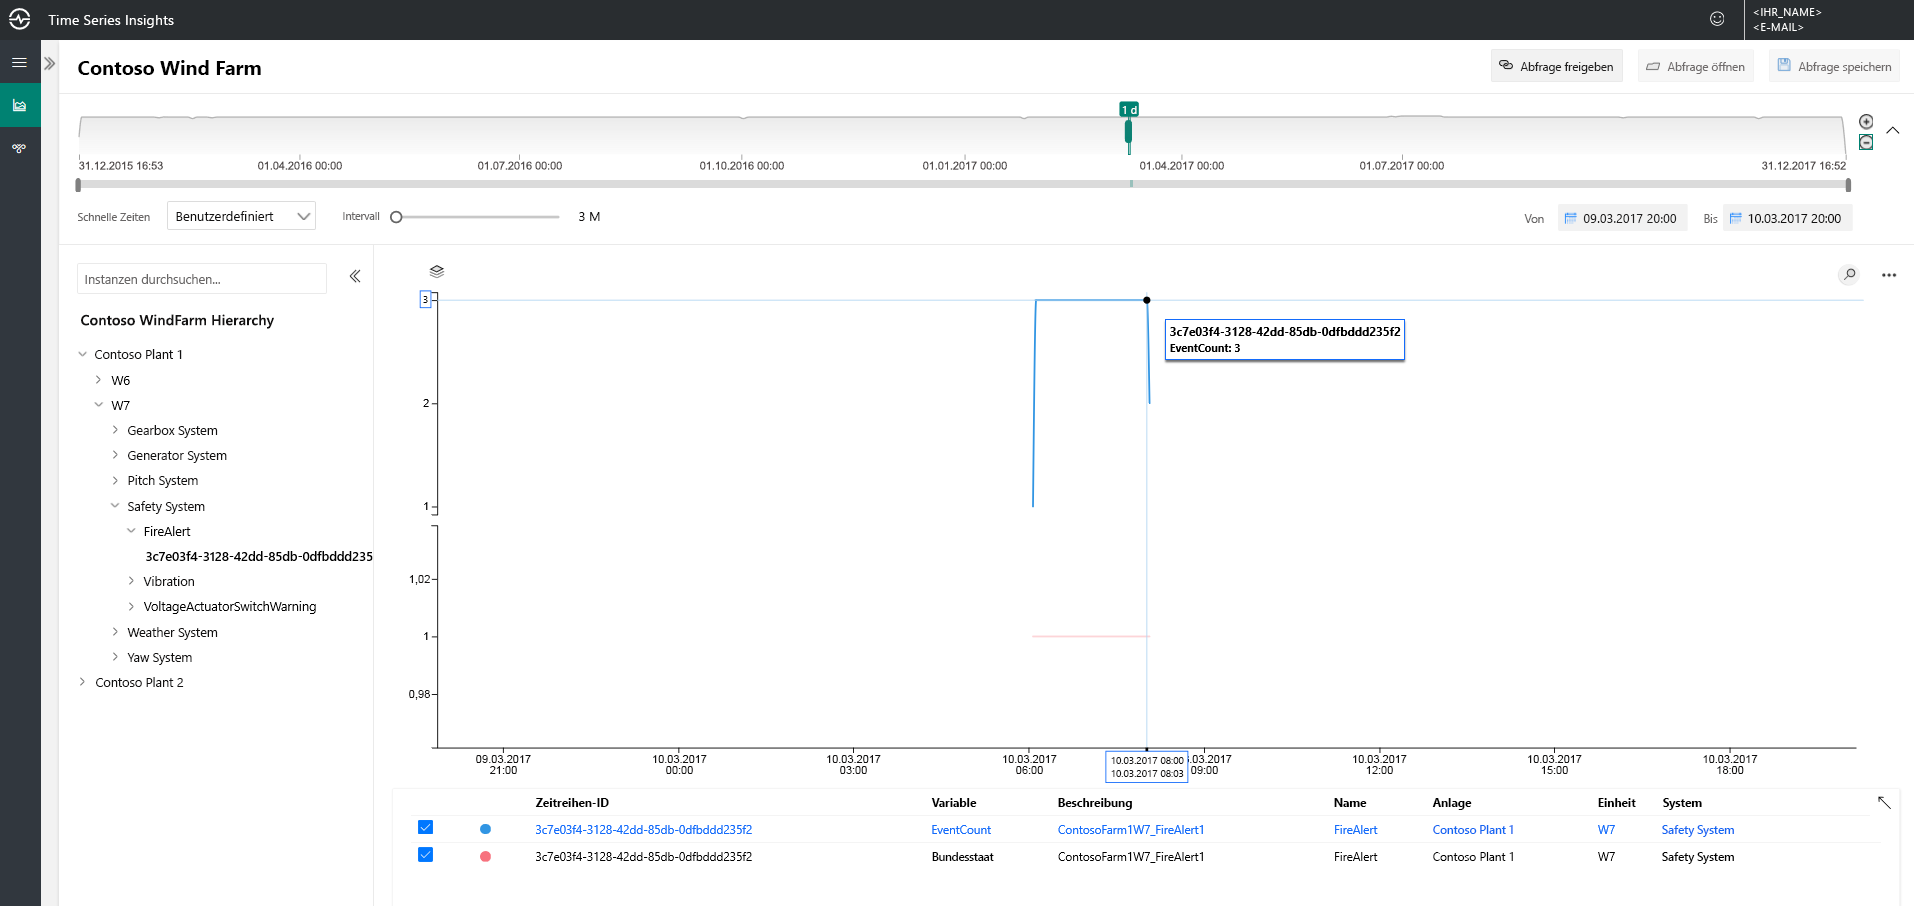 Time Series Insights
<IHR_NAME>
<E-MAIL>
Contoso Wind Farm
Abfrage freigeben
Abfrage öffnen
Abfrage speichern
1 d
31.12.2015 16:53
01.04.2016 00:00
01.07.2016 00:00
01.10.2016 00:00
01.01.2017 00:00
01.04.2017 00:00
01.07.2017 00:00
31.12.2017 16:52
Schnelle Zeiten
Benutzerdefiniert
Intervall
3 M
Von
09.03.2017 20:00
Bis
10.03.2017 20:00
Instanzen durchsuchen...
Contoso WindFarm Hierarchy
Contoso Plant 1
W6
W7
Gearbox System
Generator System
Pitch System
Safety System
FireAlert
3c7e03f4-3128-42dd-85db-0dfbddd235
Vibration
VoltageActuatorSwitchWarning
Weather System
Yaw System
Contoso Plant 2
3
2
1
1,02
1
0,98
3c7e03f4-3128-42dd-85db-0dfbddd235f2
EventCount: 3
09.03.2017
21:00
10.03.2017
00:00
10.03.2017
03:00
10.03.2017
06:00
10.03.2017 08:00
10.03.2017 08:03
.03.2017
09:00
10.03.2017
12:00
10.03.2017
15:00
10.03.2017
18:00
Zeitreihen-ID Variable Beschreibung Name Anlage Einheit System
3c7e03f4-3128-42dd-85db-0dfbddd235f2 EventCount ContosoFarm1W7_FireAlert1 FireAlert Contoso Plant 1 W7 Safety System
3c7e03f4-3128-42dd-85db-0dfbddd235f2 Bundesstaat ContosoFarm1W7_FireAlert1 FireAlert Contoso Plant 1 W7 Safety System